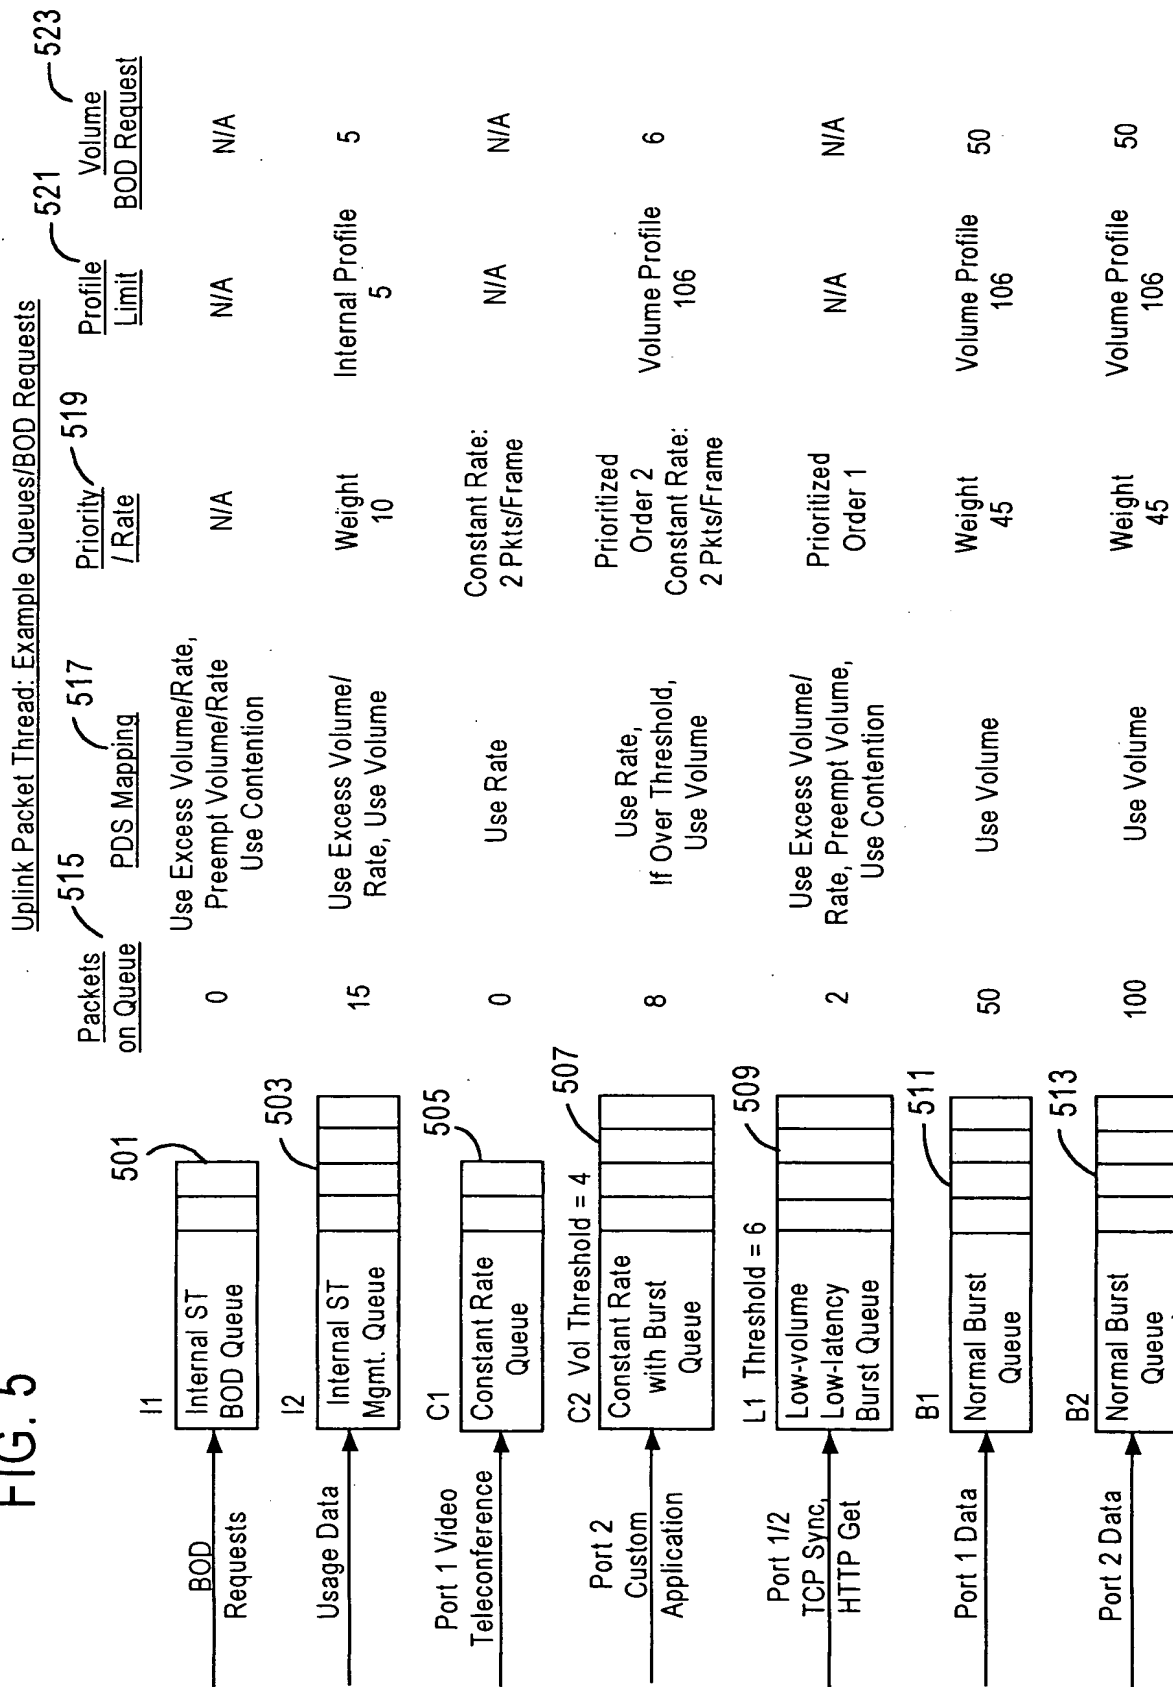 FIG. 5
Uplink Packet Thread: Example Queues/BOD Requests
Packets
on Queue
515
PDS Mapping
517
Priority
/ Rate
519
Profile
Limit
521
Volume
BOD Request
523
BOD
Requests
I1
Internal ST
BOD Queue
501
0
Use Excess Volume/Rate,
Preempt Volume/Rate
Use Contention
N/A
N/A
N/A
Usage Data
I2
Internal ST
Mgmt. Queue
503
15
Use Excess Volume/
Rate, Use Volume
Weight
10
Internal Profile
5
5
Port 1 Video
Teleconference
C1
Constant Rate
Queue
505
0
Use Rate
Constant Rate:
2 Pkts/Frame
N/A
N/A
Port 2
Custom
Application
C2 Vol Threshold = 4
Constant Rate
with Burst
Queue
507
8
Use Rate,
If Over Threshold,
Use Volume
Prioritized
Order 2
Constant Rate:
2 Pkts/Frame
Volume Profile
106
6
Port 1/2
TCP Sync,
HTTP Get
L1 Threshold = 6
Low-volume
Low-latency
Burst Queue
509
2
Use Excess Volume/
Rate, Preempt Volume,
Use Contention
Prioritized
Order 1
N/A
N/A
Port 1 Data
B1
Normal Burst
Queue
511
50
Use Volume
Weight
45
Volume Profile
106
50
Port 2 Data
B2
Normal Burst
Queue
513
100
Use Volume
Weight
45
Volume Profile
106
50